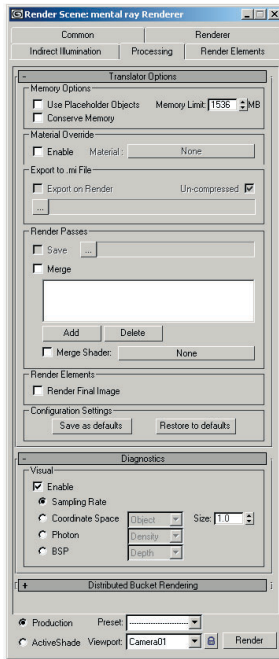 Render Scene: mental ray Renderer
Common Renderer
Indirect Illumination Processing Render Elements
- Translator Options
Memory Options
Use Placeholder Objects Memory Limit: 1536 MB
Conserve Memory
Material Override
Enable Material : None
Export to .mi File
Export on Render Un-compressed
...
Render Passes
Save ...
Merge
Add Delete
Merge Shader: None
Render Elements
Render Final Image
Configuration Settings
Save as defaults Restore to defaults
- Diagnostics
Visual
Enable
Sampling Rate
Coordinate Space Object Size: 1.0
Photon Density
BSP Depth
+ Distributed Bucket Rendering
Production Preset: -------------------------
ActiveShade Viewport: Camera01 Render